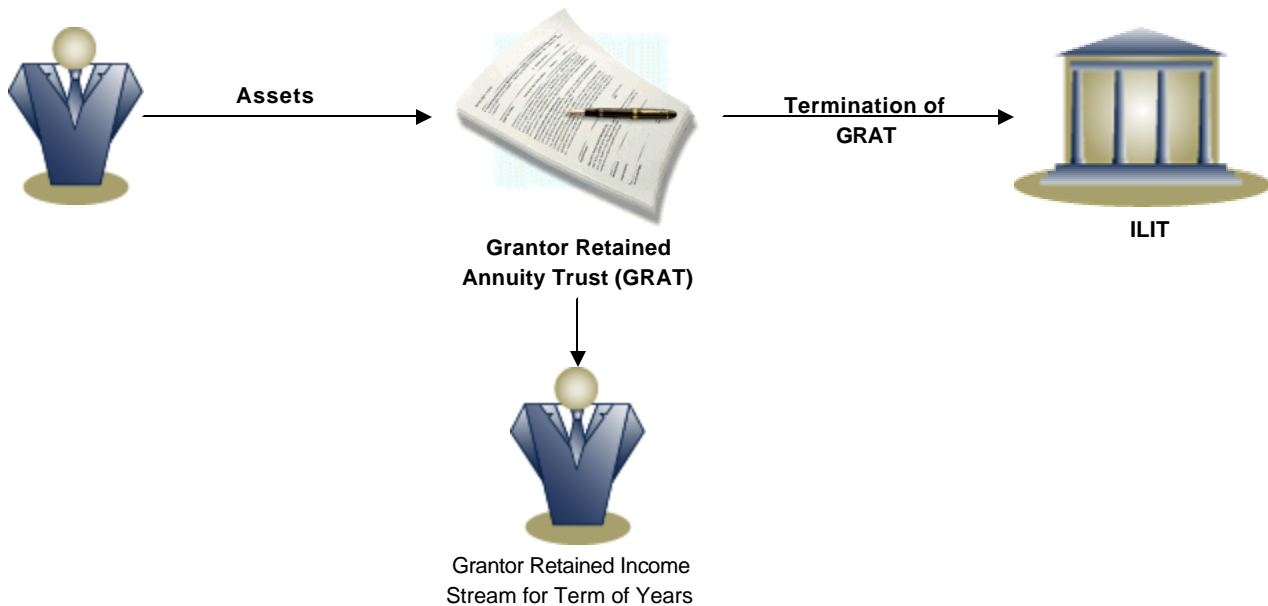 Assets
Termination of
GRAT
Grantor Retained
Annuity Trust (GRAT)
ILIT
Grantor Retained Income
Stream for Term of Years